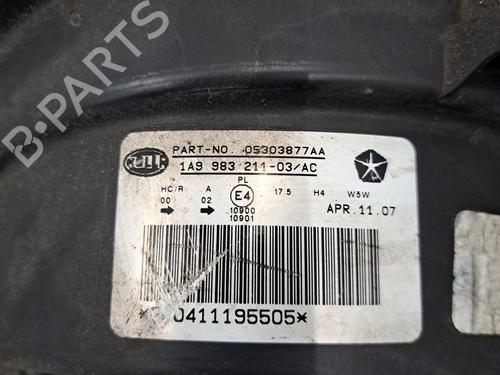 B-PARTS
PART-NO. 05303877AA
1A9 983 211-03/AC
PL
HC/R A E4 17.5 H4 W5W
00 02
10900
10901
APR.11.07
0411195505*